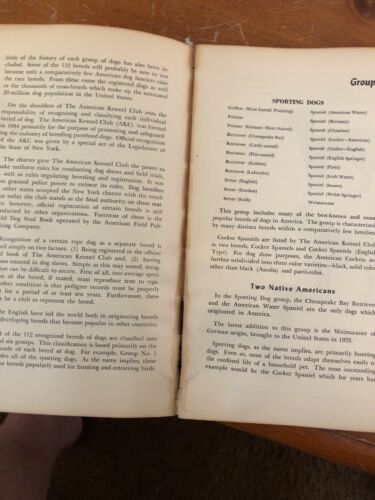 little of the history of each group of dogs has also been in-
cluded. Some of the 112 breeds will probably be new to you
because only a comparatively few American dog fanciers raise
the rare breeds. From these come the registered dogs as well
as the thousands of cross-breeds which make up the estimated
20-million dog population in the United States.
On the shoulders of The American Kennel Club rests the
responsibility of recognizing and classifying each individual
of dog. The American Kennel Club (AKC) was formed
in 1884 primarily for the purpose of promoting and safeguard-
the industry of breeding purebred dogs. Official recognition
of the AKC was given by a special act of the Legislature of
State of New York.
The charter gave The American Kennel Club the power to
make uniform rules for conducting dog shows and field trials,
well as rules regulating breeding and registration. It was
granted police power to enforce its rules. Dog breeders
other states accepted the New York charter with the result
today the club stands as the final authority on these mat-
however, official registration of certain breeds is still
conducted by other organizations. Foremost of these is the
Dog Stud Book operated by the American Field Pub-
lishing Company.
Recognition of a certain type dog as a separate breed is
simply on two factors: (1) Being registered in the official
book of The American Kennel Club and, (2) having
entered in dog shows. Simple as this may sound, recog-
can be difficult to secure. First of all, two average speci-
of the breed, if mated, must reproduce true to type.
other condition is that pedigree records must be properly
for a period of at least ten years. Furthermore, there
be a club to represent the breed.
The English have led the world both in originating breeds
developing breeds that become popular in other countries.
of the 112 recognized breeds of dogs are classified into
of six groups. This classification is based primarily on the
made of each breed of dog. For example, Group No. 1
all of the sporting dogs. As the name implies, these
breeds popularly used for hunting and retrieving birds.
Group
SPORTING DOGS
Griffon (Wire-haired Pointing)
Pointer
Pointer (German Short-haired)
Retriever (Chesapeake Bay)
Retriever (Curly-coated)
Retriever (Flat-coated)
Retriever (Golden)
Retriever (Labrador)
Setter (English)
Setter (Gordon)
Setter (Irish)
Spaniel (American Water)
Spaniel (Brittany)
Spaniel (Clumber)
Spaniel (Cocker—American)
Spaniel (Cocker—English)
Spaniel (English Springer)
Spaniel (Field)
Spaniel (Irish Water)
Spaniel (Sussex)
Spaniel (Welsh Springer)
Weimaraner
This group includes many of the best-known and most
popular breeds of dogs in America. The group is characterized
by many distinct breeds within a comparatively few breeds.
Cocker Spaniels are listed by The American Kennel Club
as two breeds, Cocker Spaniels and Cocker Spaniels (English
Type). For dog show purposes, the American Cockers are
further subdivided into three color varieties—black, solid color
other than black (Ascobs) and parti-color.
Two Native Americans
In the Sporting Dog group, the Chesapeake Bay Retriever
and the American Water Spaniel are the only dogs which
originated in America.
The latest addition to this group is the Weimaraner of
German origin, brought to the United States in 1929.
Sporting dogs, as the name implies, are primarily hunting
dogs. Even so, most of the breeds adapt themselves easily to
the confined life of a household pet. The most outstanding
example would be the Cocker Spaniel which for years has